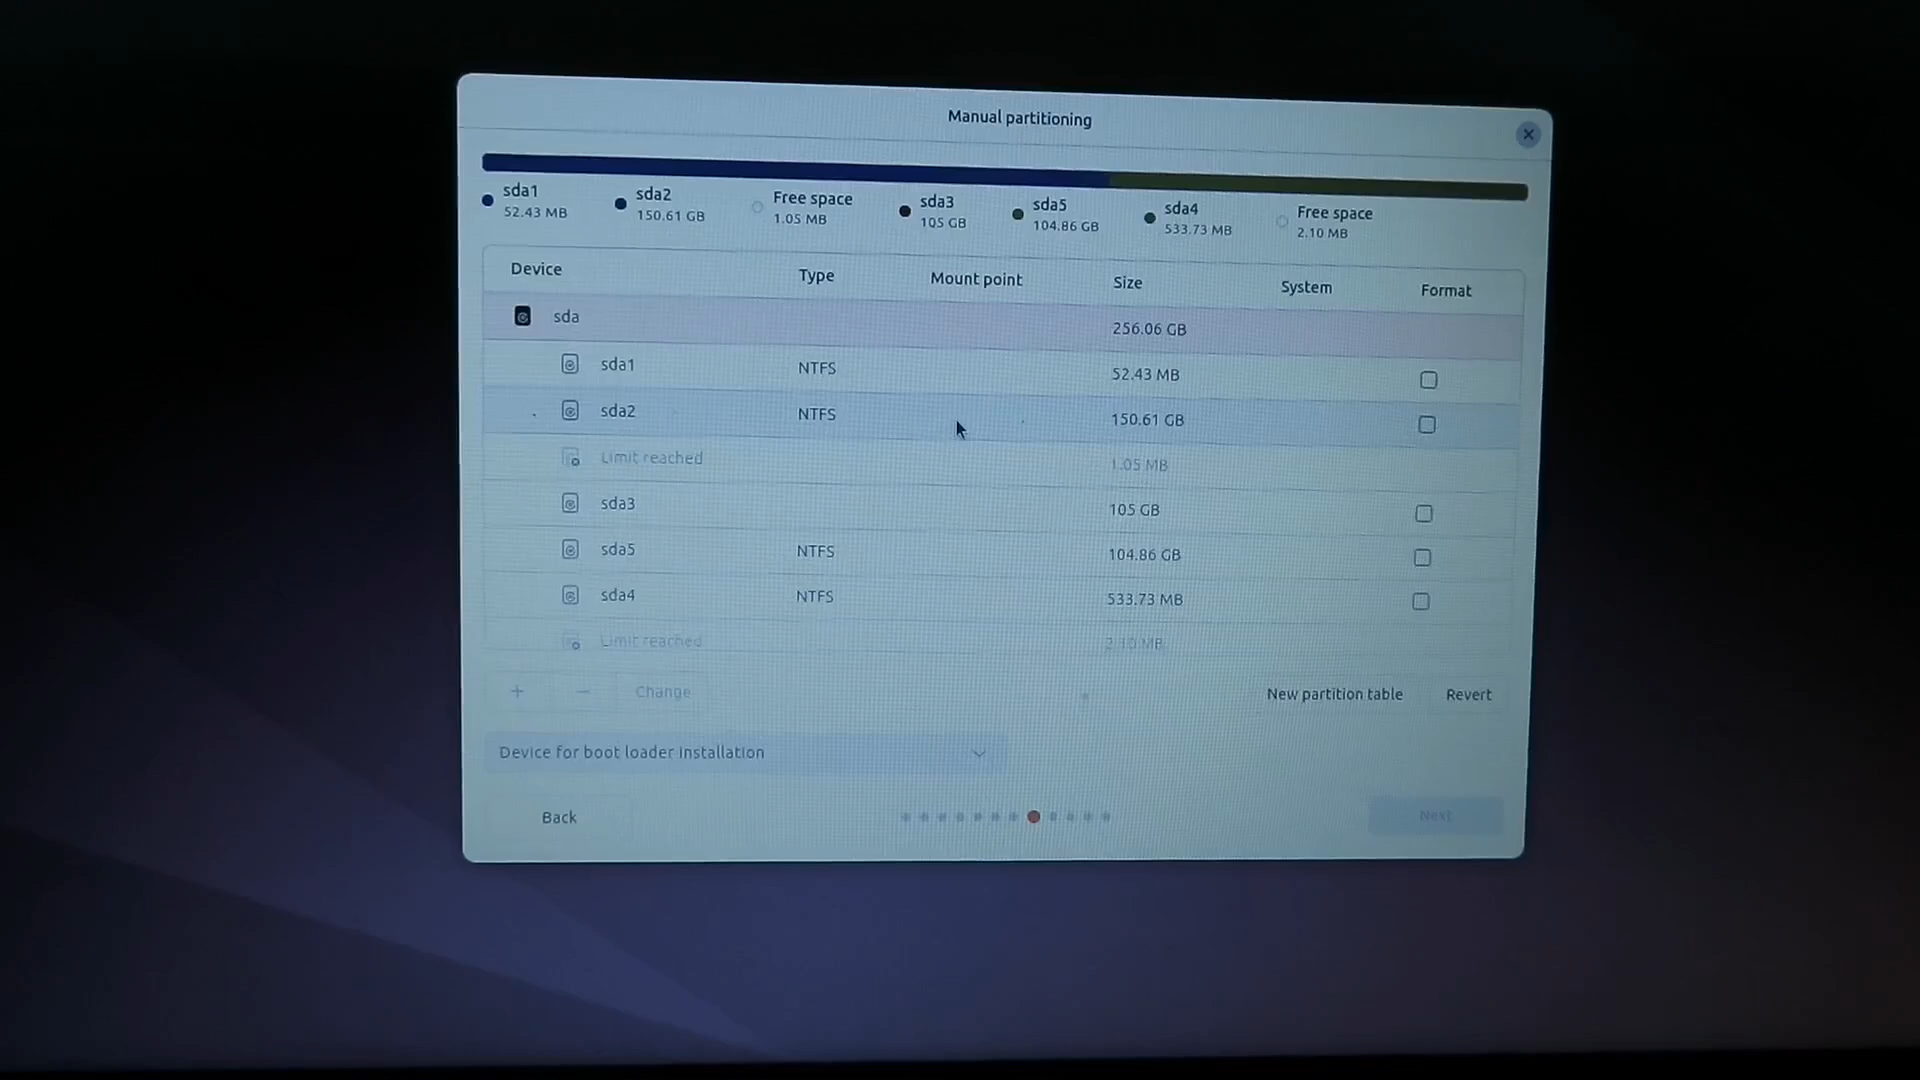 Manual partitioning
sda1
52.43 MB
sda2
150.61 GB
Free space
1.05 MB
sda3
105 GB
sda5
104.86 GB
sda4
533.73 MB
Free space
2.10 MB
Device Type Mount point Size System Format
sda 256.06 GB
sda1 NTFS 52.43 MB
sda2 NTFS 150.61 GB
Limit reached 1.05 MB
sda3 105 GB
sda5 NTFS 104.86 GB
sda4 NTFS 533.73 MB
Limit reached 2.10 MB
+ − Change New partition table Revert
Device for boot loader installation
Back Next